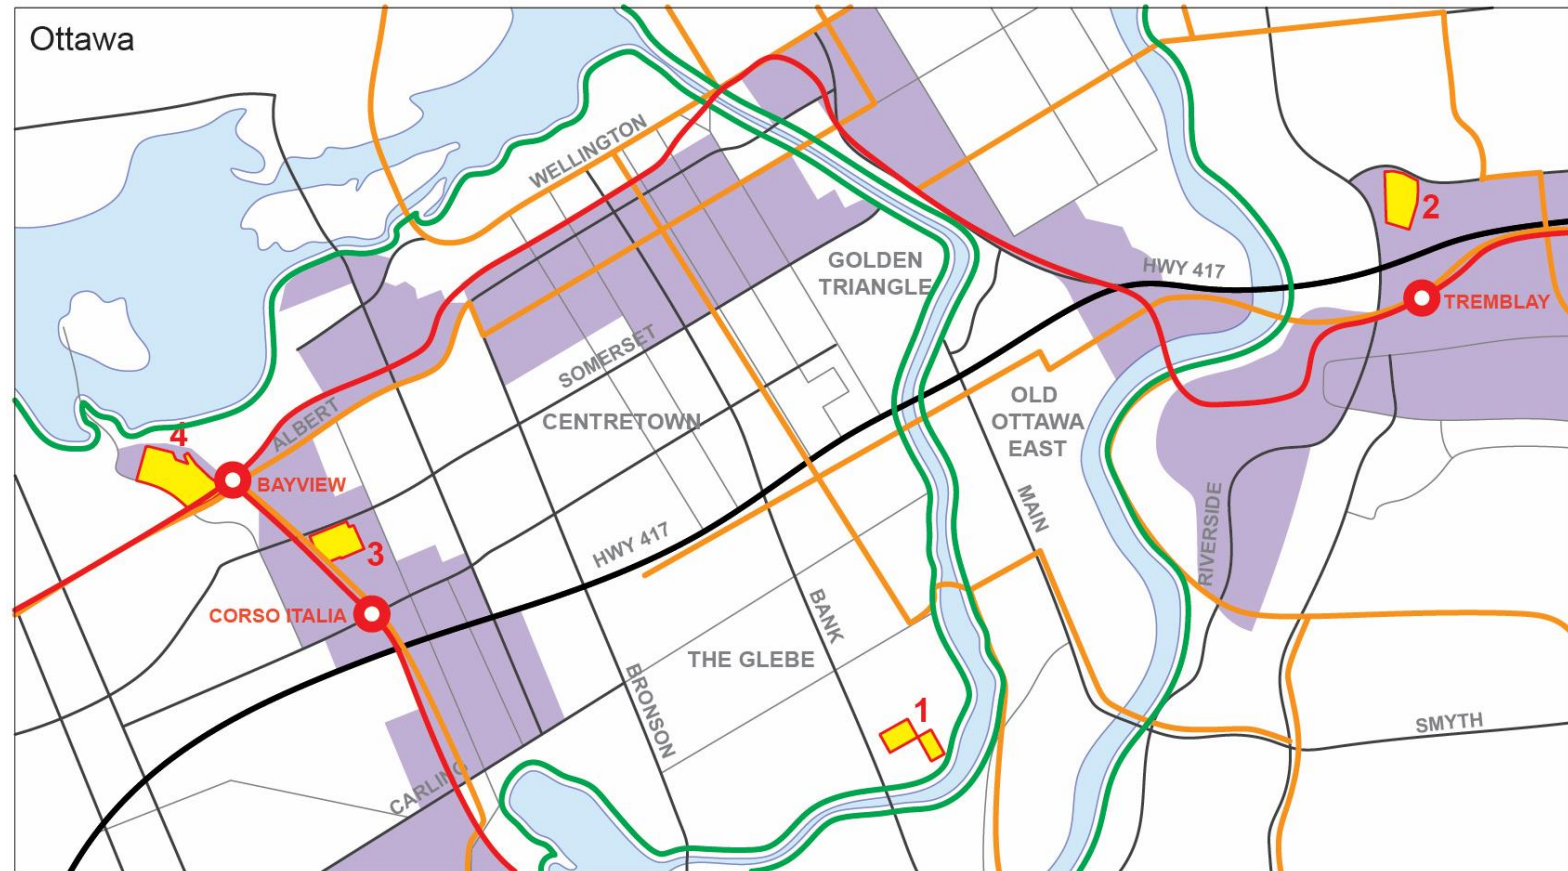 Ottawa
WELLINGTON
2
GOLDEN
TRIANGLE
HWY 417
TREMBLAY
SOMERSET
ALBERT
CENTRETOWN
OLD
OTTAWA
EAST
4
BAYVIEW
MAIN
RIVERSIDE
3
HWY 417
CORSO ITALIA
BANK
THE GLEBE
BRONSON
1
SMYTH
CARLING